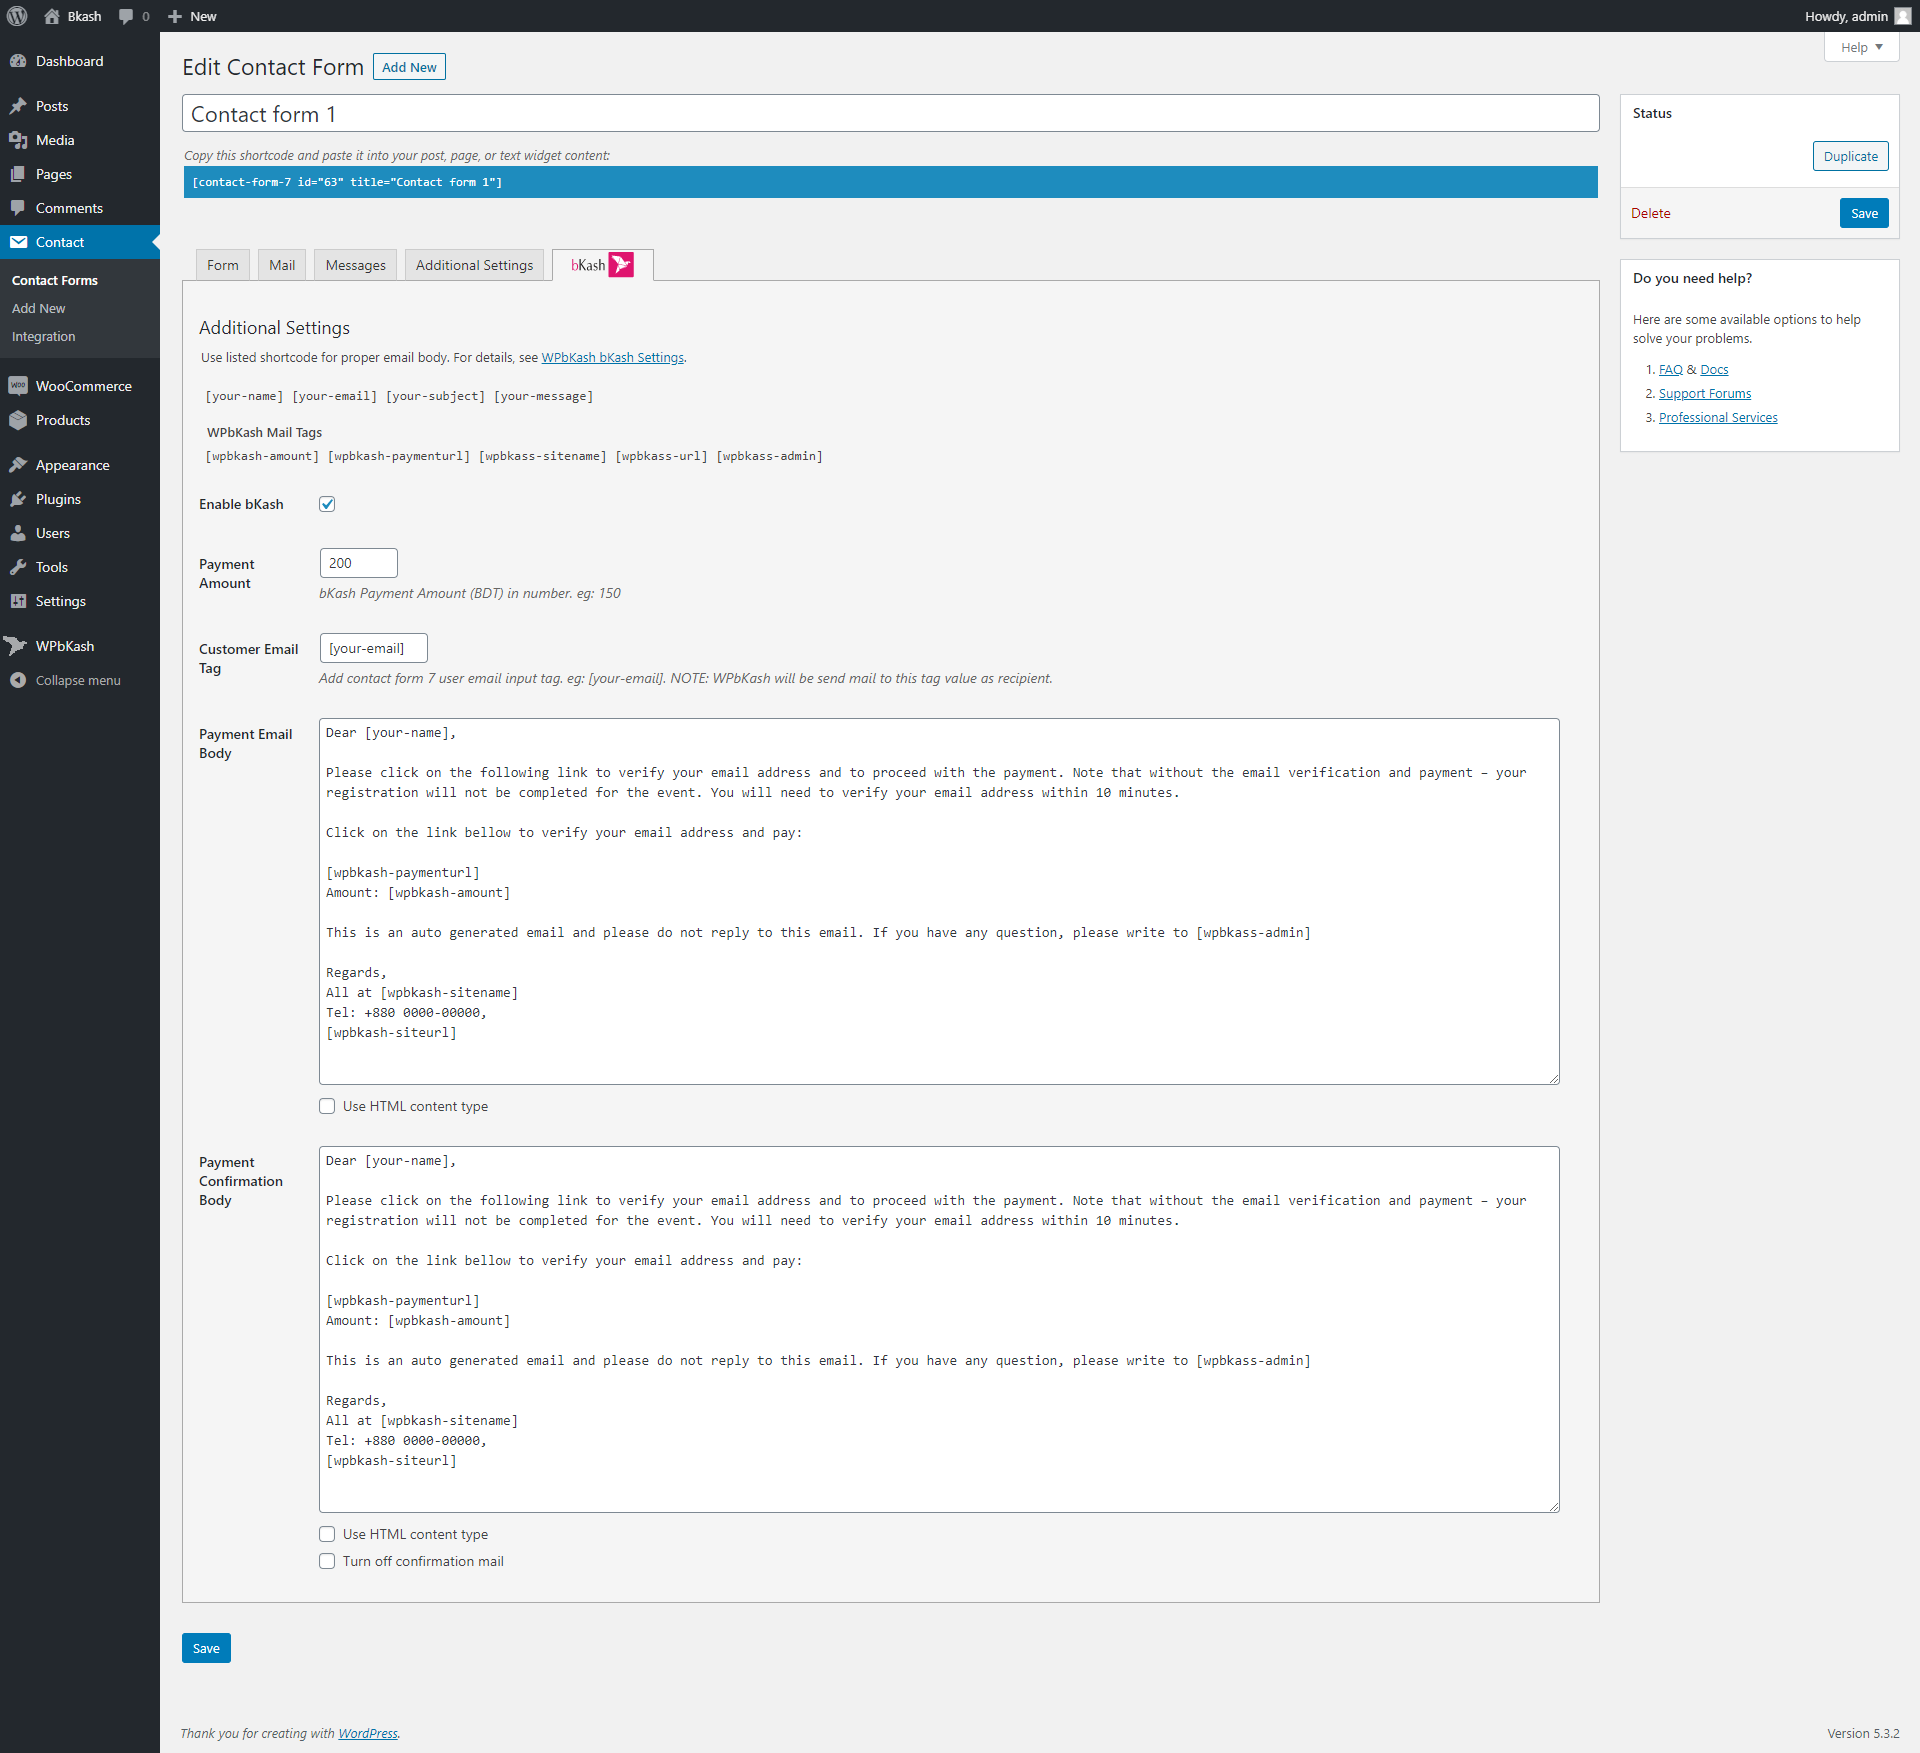 Bkash
0
New
Howdy, admin
Dashboard
Posts
Media
Pages
Comments
Contact
Contact Forms
Add New
Integration
WooCommerce
Products
Appearance
Plugins
Users
Tools
Settings
WPbKash
Collapse menu
Help
Edit Contact Form
Add New
Contact form 1
Copy this shortcode and paste it into your post, page, or text widget content:
[contact-form-7 id="63" title="Contact form 1"]
Form
Mail
Messages
Additional Settings
bKash
Additional Settings
Use listed shortcode for proper email body. For details, see WPbKash bKash Settings.
[your-name] [your-email] [your-subject] [your-message]
WPbKash Mail Tags
[wpbkash-amount] [wpbkash-paymenturl] [wpbkass-sitename] [wpbkass-url] [wpbkass-admin]
Enable bKash
Payment
Amount
200
bKash Payment Amount (BDT) in number. eg: 150
Customer Email
Tag
[your-email]
Add contact form 7 user email input tag. eg: [your-email]. NOTE: WPbKash will be send mail to this tag value as recipient.
Payment Email
Body
Dear [your-name],
Please click on the following link to verify your email address and to proceed with the payment. Note that without the email verification and payment – your
registration will not be completed for the event. You will need to verify your email address within 10 minutes.
Click on the link bellow to verify your email address and pay:
[wpbkash-paymenturl]
Amount: [wpbkash-amount]
This is an auto generated email and please do not reply to this email. If you have any question, please write to [wpbkass-admin]
Regards,
All at [wpbkash-sitename]
Tel: +880 0000-00000,
[wpbkash-siteurl]
Use HTML content type
Payment
Confirmation
Body
Dear [your-name],
Please click on the following link to verify your email address and to proceed with the payment. Note that without the email verification and payment – your
registration will not be completed for the event. You will need to verify your email address within 10 minutes.
Click on the link bellow to verify your email address and pay:
[wpbkash-paymenturl]
Amount: [wpbkash-amount]
This is an auto generated email and please do not reply to this email. If you have any question, please write to [wpbkass-admin]
Regards,
All at [wpbkash-sitename]
Tel: +880 0000-00000,
[wpbkash-siteurl]
Use HTML content type
Turn off confirmation mail
Save
Status
Duplicate
Delete
Save
Do you need help?
Here are some available options to help
solve your problems.
1. FAQ & Docs
2. Support Forums
3. Professional Services
Thank you for creating with WordPress.
Version 5.3.2